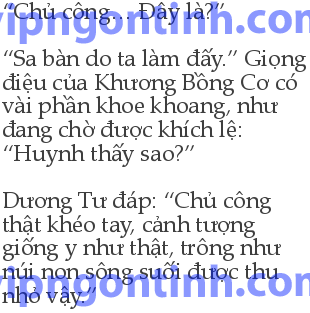 “Chủ công... Đây là?”
vipngontinh.com
“Sa bàn do ta làm đấy.” Giọng
điệu của Khương Bồng Cơ có
vài phần khoe khoang, như
đang chờ được khích lệ:
“Huynh thấy sao?”
Dương Tư đáp: “Chủ công
thật khéo tay, cảnh tượng
giống y như thật, trông như
núi non sông suối được thu
vipngontinh.com
nhỏ vậy.”